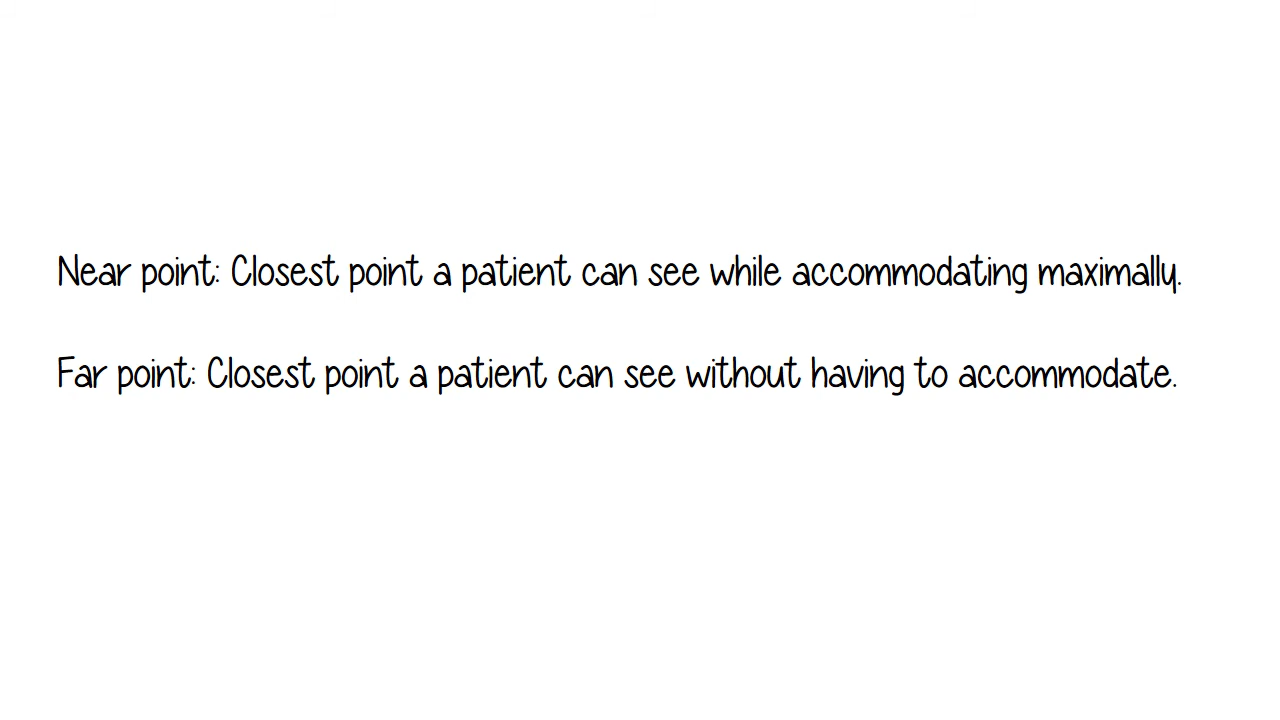 Near point: Closest point a patient can see while accommodating maximally.
Far point: Closest point a patient can see without having to accommodate.